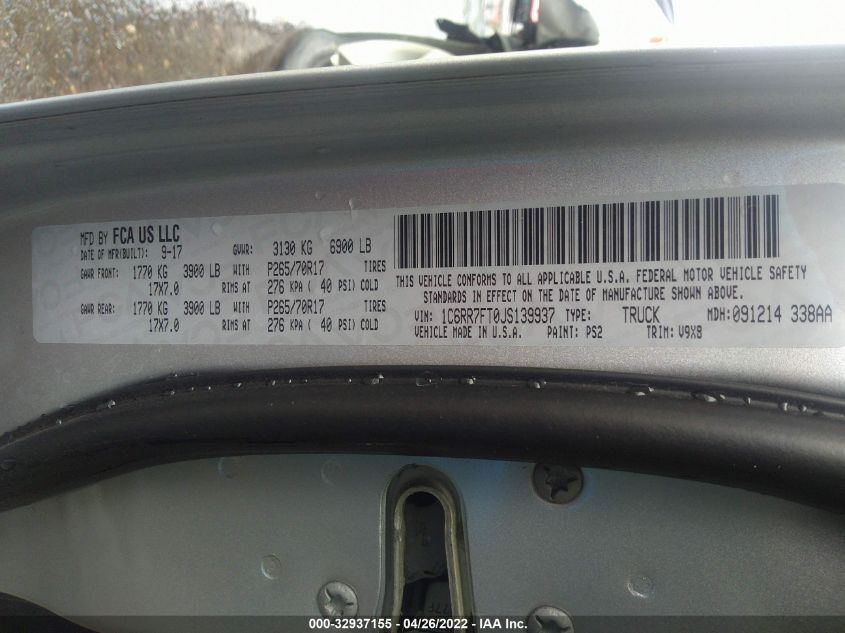 MFD BY FCA US LLC
DATE OF MFR(BUILT): 9-17 GVWR: 3130 KG 6900 LB
GAWR FRONT: 1770 KG 3900 LB WITH P265/70R17 TIRES
17X7.0 RIMS AT 276 KPA ( 40 PSI) COLD
GAWR REAR: 1770 KG 3900 LB WITH P265/70R17 TIRES
17X7.0 RIMS AT 276 KPA ( 40 PSI) COLD
THIS VEHICLE CONFORMS TO ALL APPLICABLE U.S.A. FEDERAL MOTOR VEHICLE SAFETY
STANDARDS IN EFFECT ON THE DATE OF MANUFACTURE SHOWN ABOVE.
VIN: 1C6RR7FT0JS139937 TYPE: TRUCK MDH: 091214 338AA
VEHICLE MADE IN U.S.A. PAINT: PS2 TRIM: V9X8
000-32937155 - 04/26/2022 - IAA Inc.